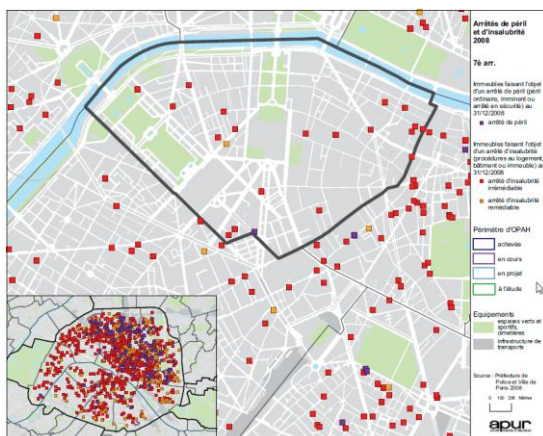 Arrêtés de péril
et d'insalubrité
2008
7è arr.
Immeubles faisant l'objet
d'un arrêté de péril (péril
ordinaire, imminent ou
arrêté en sécurité) au
31/12/2008
arrêté de péril
Immeubles faisant l'objet
d'un arrêté d'insalubrité
(procédures au logement,
bâtiment ou immeuble) au
31/12/2008
arrêté d'insalubrité
irrémédiable
arrêté d'insalubrité
remédiable
Périmètre d'OPAH
achevée
en cours
en projet
à l'étude
Equipements
espaces verts et
sportifs,
cimetières
infrastructure de
transports
Source : Préfecture de
Police et Ville de
Paris 2008
0 100 200 Mètres
apur